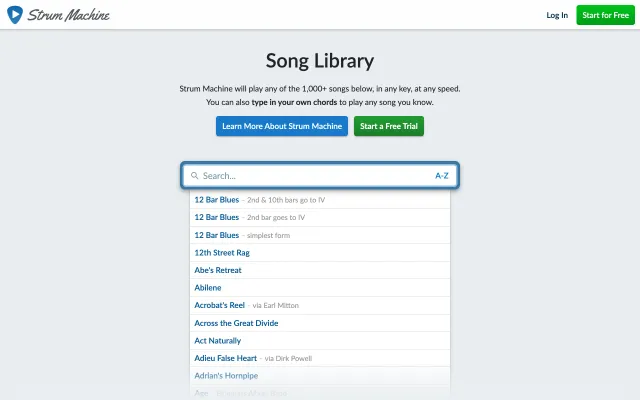 Strum Machine
Log In
Start for Free
Song Library
Strum Machine will play any of the 1,000+ songs below, in any key, at any speed.
You can also type in your own chords to play any song you know.
Learn More About Strum Machine
Start a Free Trial
Search...
A-Z
12 Bar Blues – 2nd & 10th bars go to IV
12 Bar Blues – 2nd bar goes to IV
12 Bar Blues – simplest form
12th Street Rag
Abe's Retreat
Abilene
Acrobat's Reel – via Earl Mitton
Across the Great Divide
Act Naturally
Adieu False Heart – via Dirk Powell
Adrian's Hornpipe